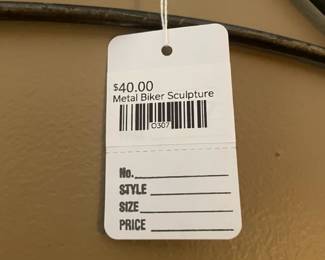 $40.00
Metal Biker Sculpture
0307
No.
STYLE
SIZE
PRICE